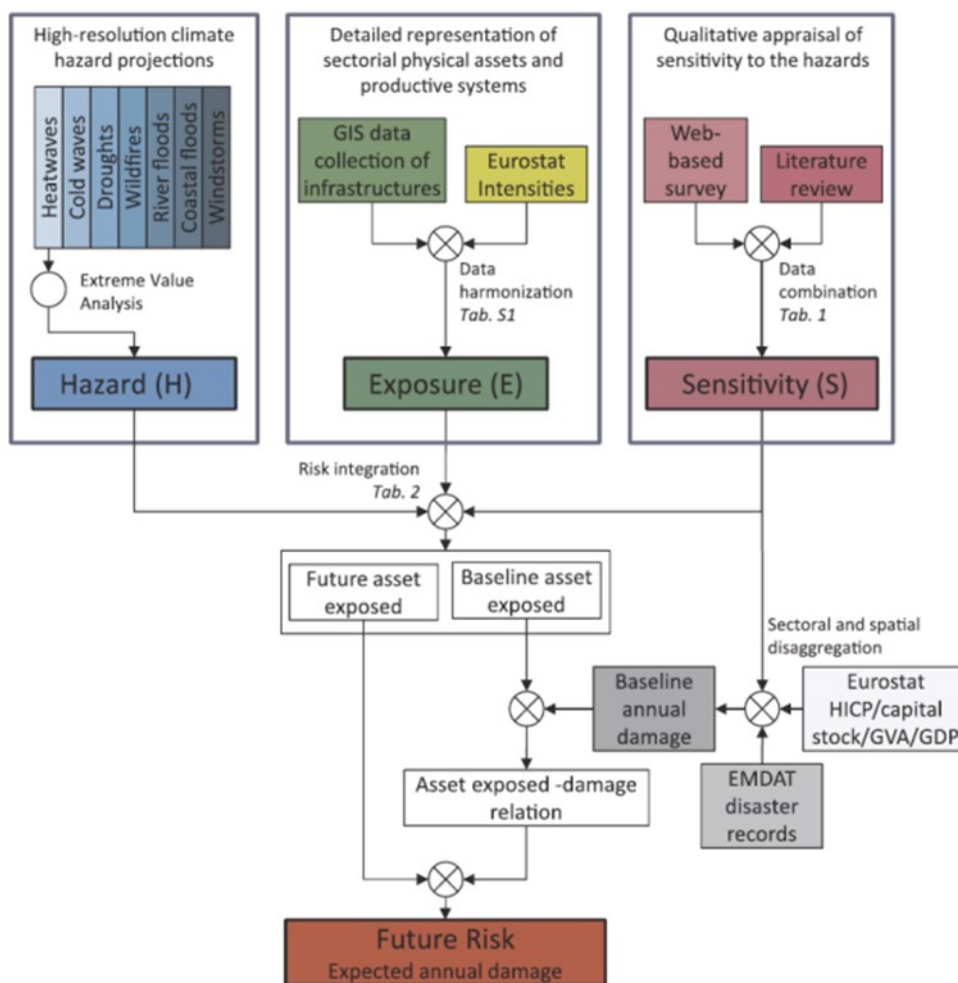 High-resolution climate
hazard projections
Heatwaves
Cold waves
Droughts
Wildfires
River floods
Coastal floods
Windstorms
Extreme Value
Analysis
Hazard (H)
Detailed representation of
sectorial physical assets and
productive systems
GIS data
collection of
infrastructures
Eurostat
Intensities
Data
harmonization
Tab. S1
Exposure (E)
Qualitative appraisal of
sensitivity to the hazards
Web-
based
survey
Literature
review
Data
combination
Tab. 1
Sensitivity (S)
Risk integration
Tab. 2
Future asset
exposed
Baseline asset
exposed
Sectoral and spatial
disaggregation
Baseline
annual
damage
Eurostat
HICP/capital
stock/GVA/GDP
EMDAT
disaster
records
Asset exposed -damage
relation
Future Risk
Expected annual damage